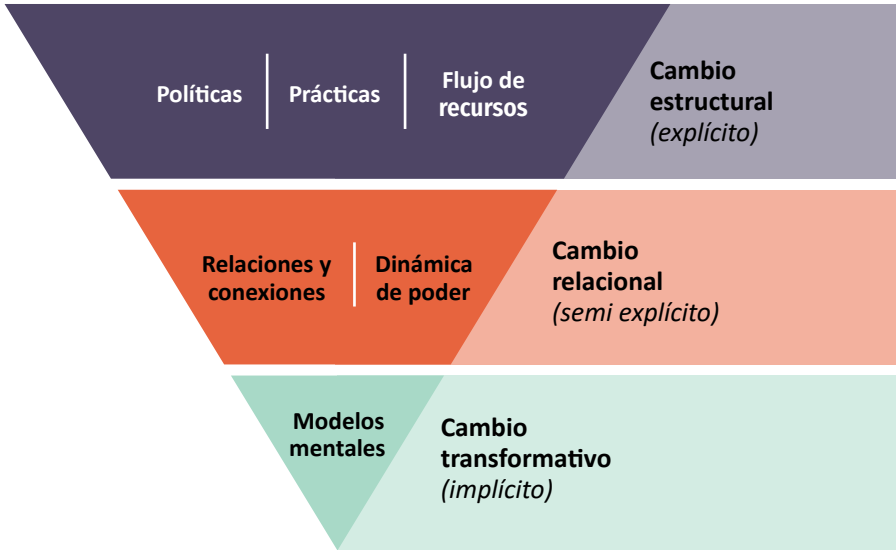 Políticas
Prácticas
Flujo de
recursos
Cambio
estructural
(explícito)
Relaciones y
conexiones
Dinámica
de poder
Cambio
relacional
(semi explícito)
Modelos
mentales
Cambio
transformativo
(implícito)